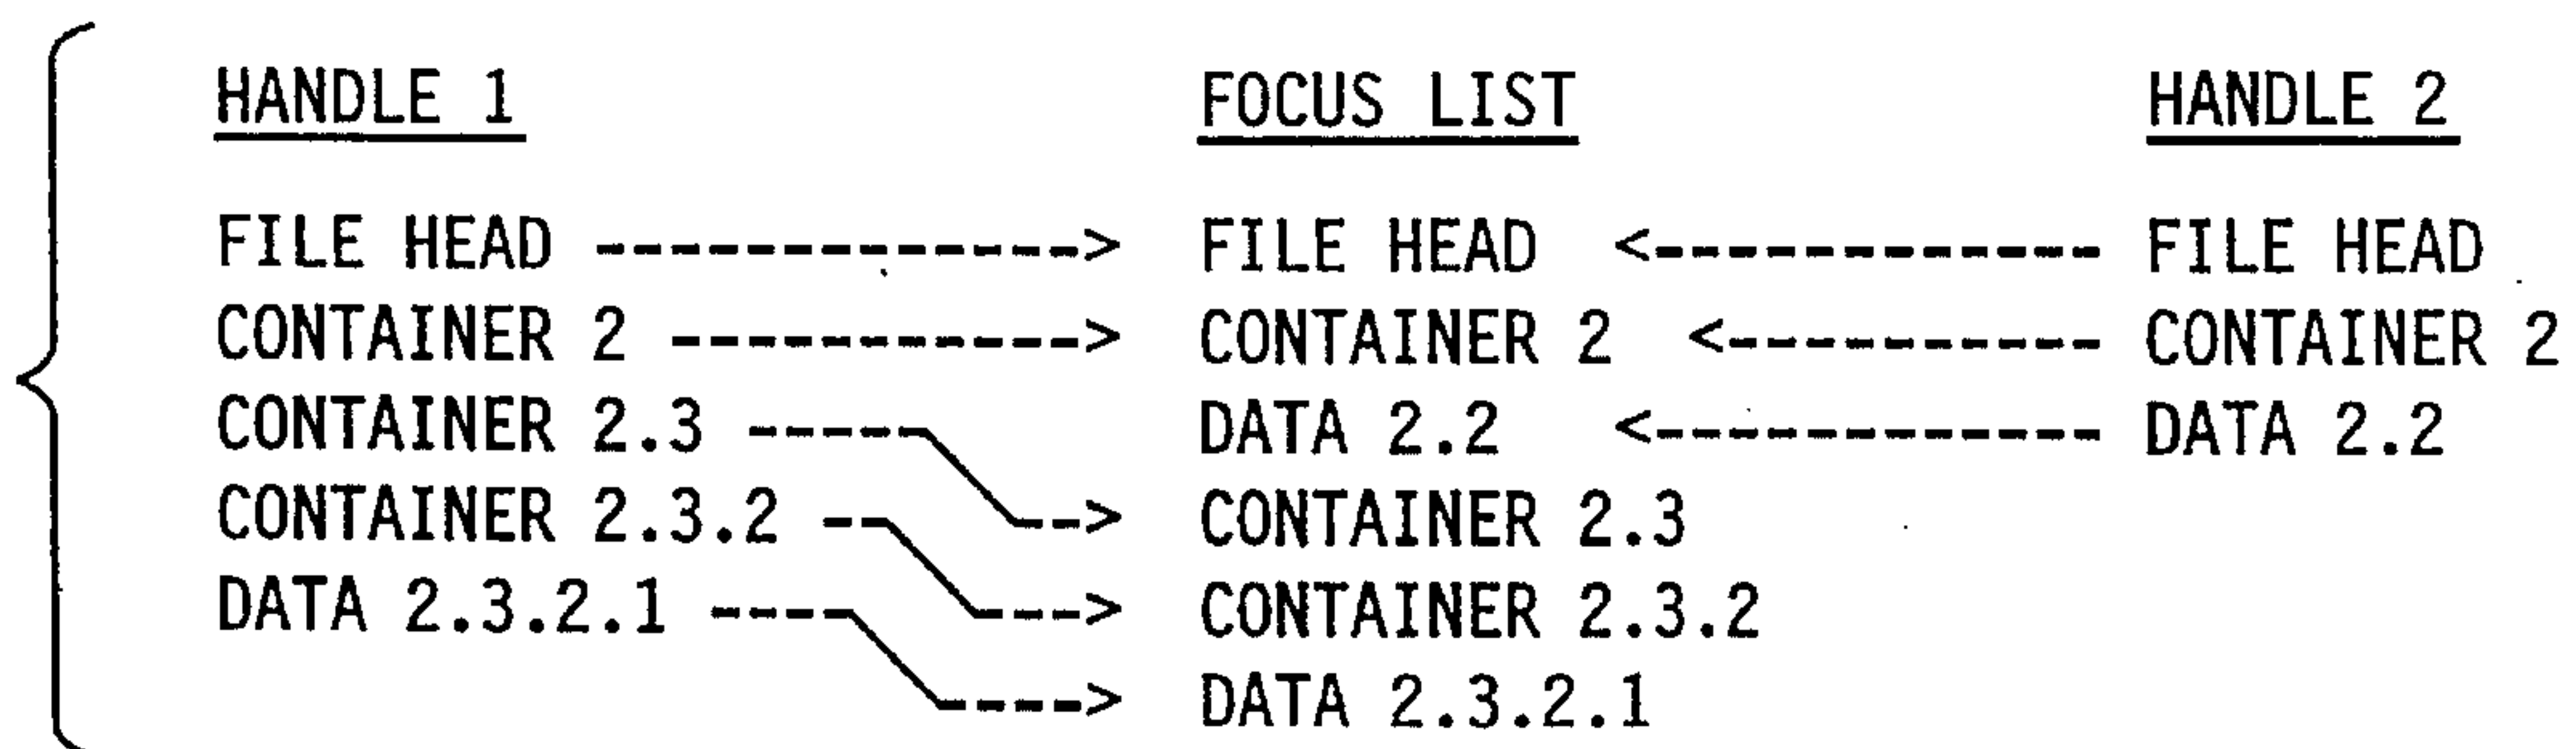 HANDLE 1 FOCUS LIST HANDLE 2
FILE HEAD -------------> FILE HEAD <------------ FILE HEAD
CONTAINER 2 -----------> CONTAINER 2 <---------- CONTAINER 2
CONTAINER 2.3 ----- DATA 2.2 <------------ DATA 2.2
CONTAINER 2.3.2 -- --> CONTAINER 2.3
DATA 2.3.2.1 ---- ---> CONTAINER 2.3.2
----> DATA 2.3.2.1